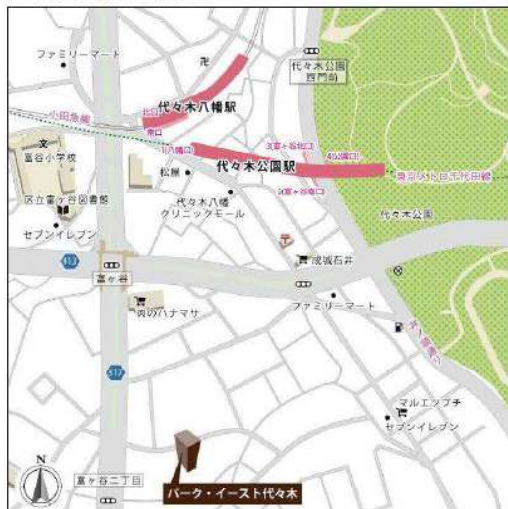 ファミリーマート
代々木公園
西門前
代々木八幡駅
北口
南口
小田急線
文
富谷小学校
1(八幡口)
松屋
代々木公園駅
3(富ヶ谷北口)
4(公園口)
2(富ヶ谷南口)
東京メトロ千代田線
区立富ヶ谷図書館
代々木八幡
クリニックモール
代々木公園
セブンイレブン
413
富ヶ谷
成城石井
ファミリーマート
肉のハナマサ
317
マルエツプチ
セブンイレブン
N
富ヶ谷二丁目
パーク・イースト代々木